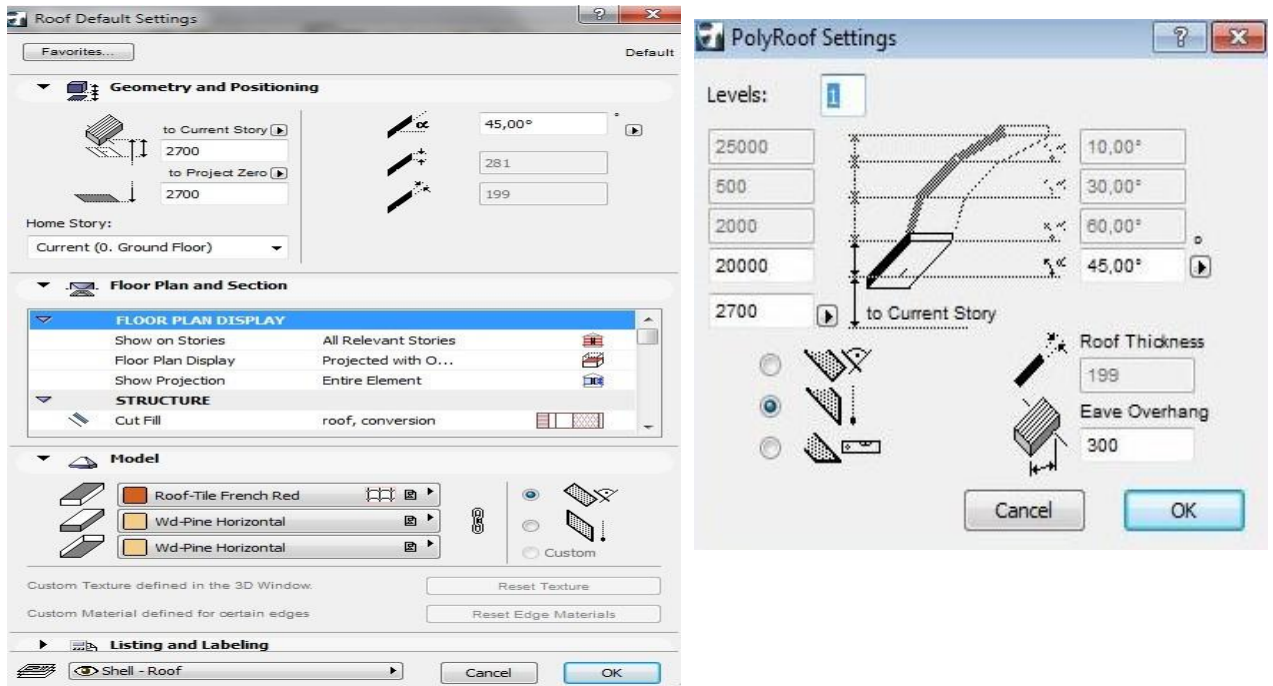 Roof Default Settings
Favorites...
Default
Geometry and Positioning
to Current Story
2700
to Project Zero
2700
α
45,00°
°
281
199
Home Story:
Current (0. Ground Floor)
Floor Plan and Section
FLOOR PLAN DISPLAY
Show on Stories All Relevant Stories
Floor Plan Display Projected with O...
Show Projection Entire Element
STRUCTURE
Cut Fill roof, conversion
Model
Roof-Tile French Red
Wd-Pine Horizontal
Wd-Pine Horizontal
Custom
Custom Texture defined in the 3D Window.
Reset Texture
Custom Material defined for certain edges
Reset Edge Materials
Listing and Labeling
Shell - Roof
Cancel
OK
PolyRoof Settings
Levels: 1
25000 10,00°
500 30,00°
2000 60,00°
20000 α 45,00° °
2700 to Current Story
Roof Thickness
199
Eave Overhang
300
Cancel
OK